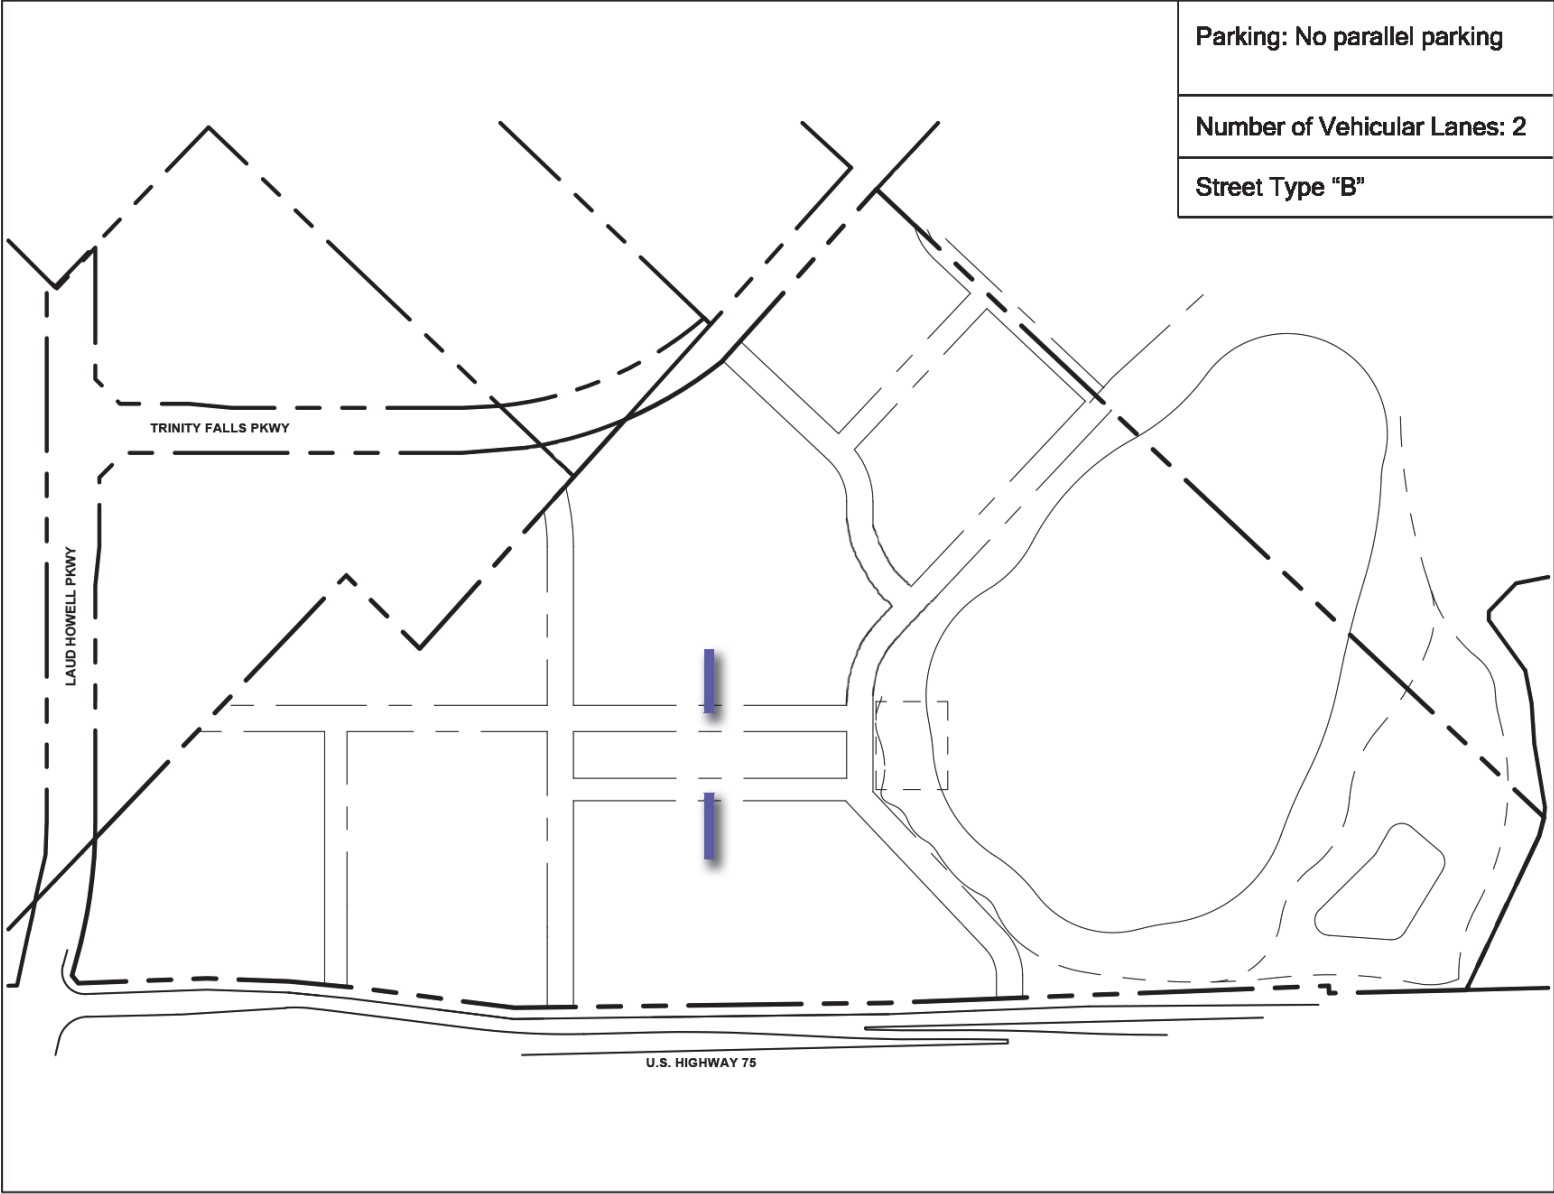 Parking: No parallel parking
Number of Vehicular Lanes: 2
Street Type “B”
TRINITY FALLS PKWY
LAUD HOWELL PKWY
U.S. HIGHWAY 75